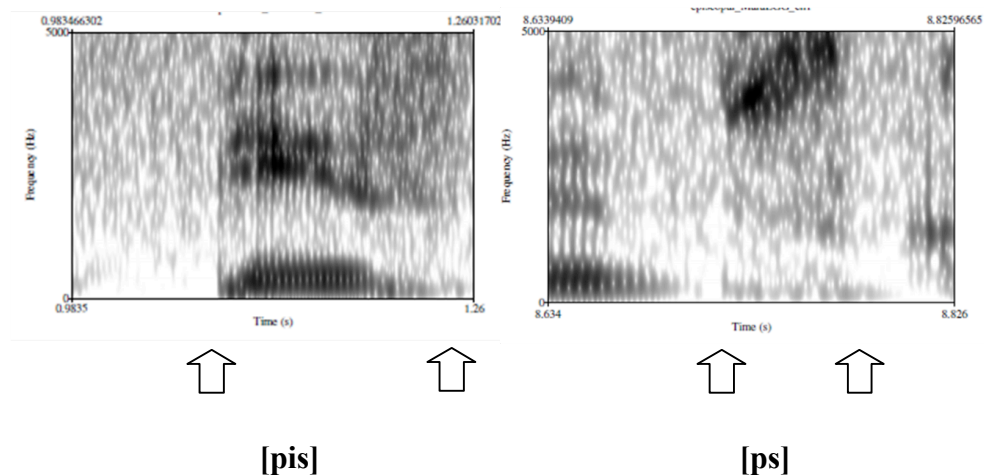 0.983466302 1.26031702
5000
Frequency (Hz)
0
0.9835 1.26
Time (s)
8.6339409 8.82596565
5000
Frequency (Hz)
0
8.634 8.826
Time (s)
[pis] [ps]